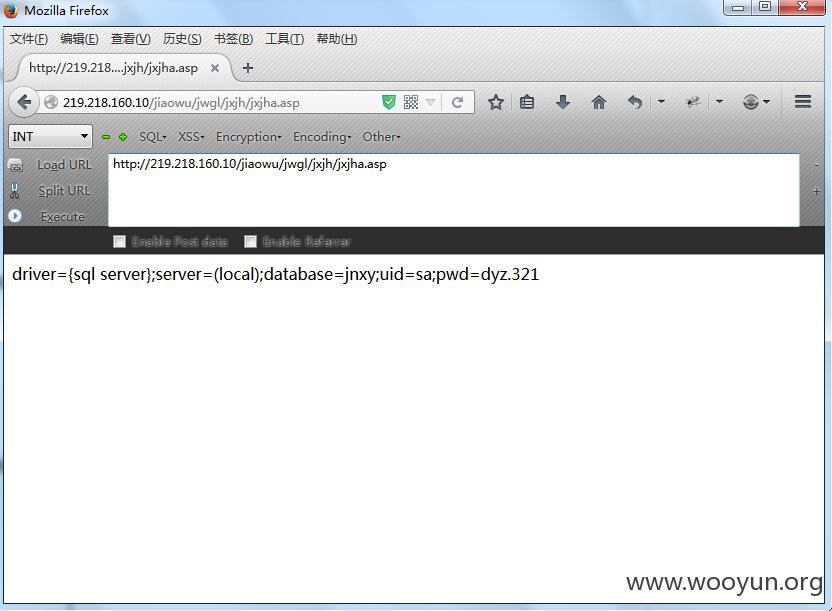 Mozilla Firefox
文件(F) 编辑(E) 查看(V) 历史(S) 书签(B) 工具(T) 帮助(H)
http://219.218....jxjh/jxjha.asp
219.218.160.10/jiaowu/jwgl/jxjh/jxjha.asp
INT SQL XSS Encryption Encoding Other
Load URL http://219.218.160.10/jiaowu/jwgl/jxjh/jxjha.asp
Split URL
Execute
Enable Post data Enable Referrer
driver={sql server};server=(local);database=jnxy;uid=sa;pwd=dyz.321
www.wooyun.org